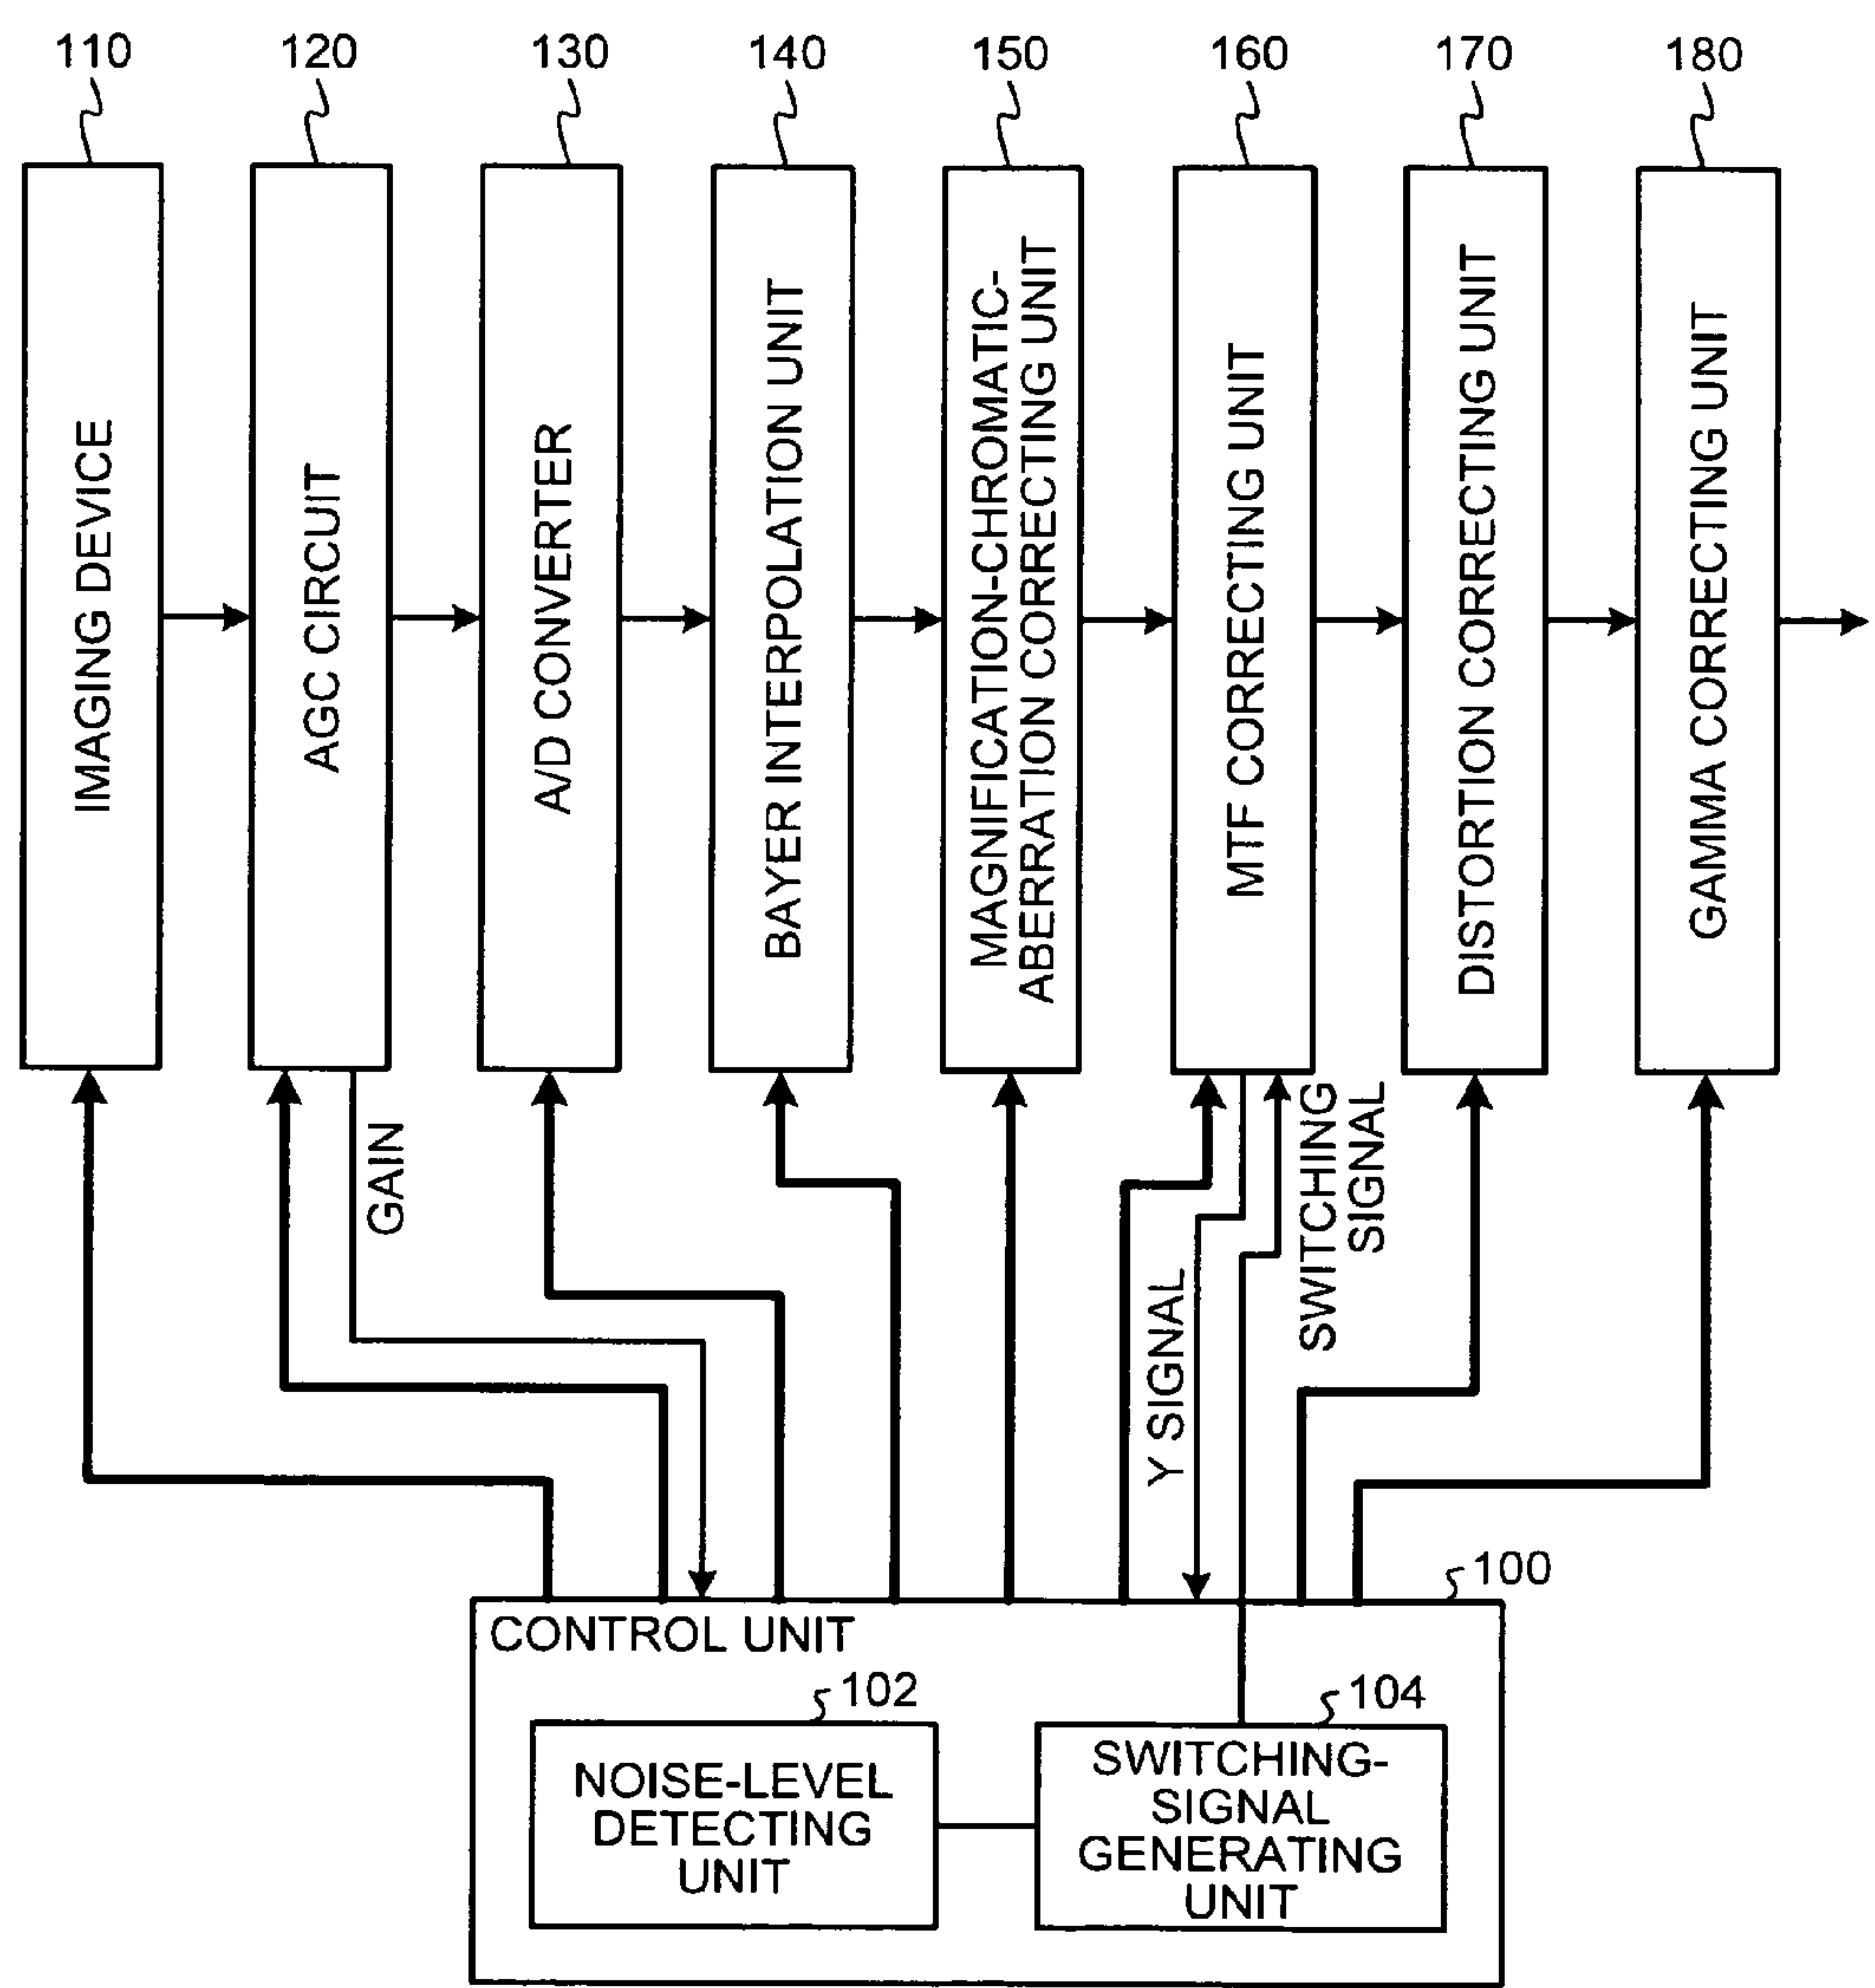 110
120
130
140
150
160
170
180
IMAGING DEVICE
AGC CIRCUIT
A/D CONVERTER
BAYER INTERPOLATION UNIT
MAGNIFICATION-CHROMATIC-
ABERRATION CORRECTING UNIT
MTF CORRECTING UNIT
DISTORTION CORRECTING UNIT
GAMMA CORRECTING UNIT
GAIN
Y SIGNAL
SWITCHING
SIGNAL
100
CONTROL UNIT
102
NOISE-LEVEL
DETECTING
UNIT
104
SWITCHING-
SIGNAL
GENERATING
UNIT